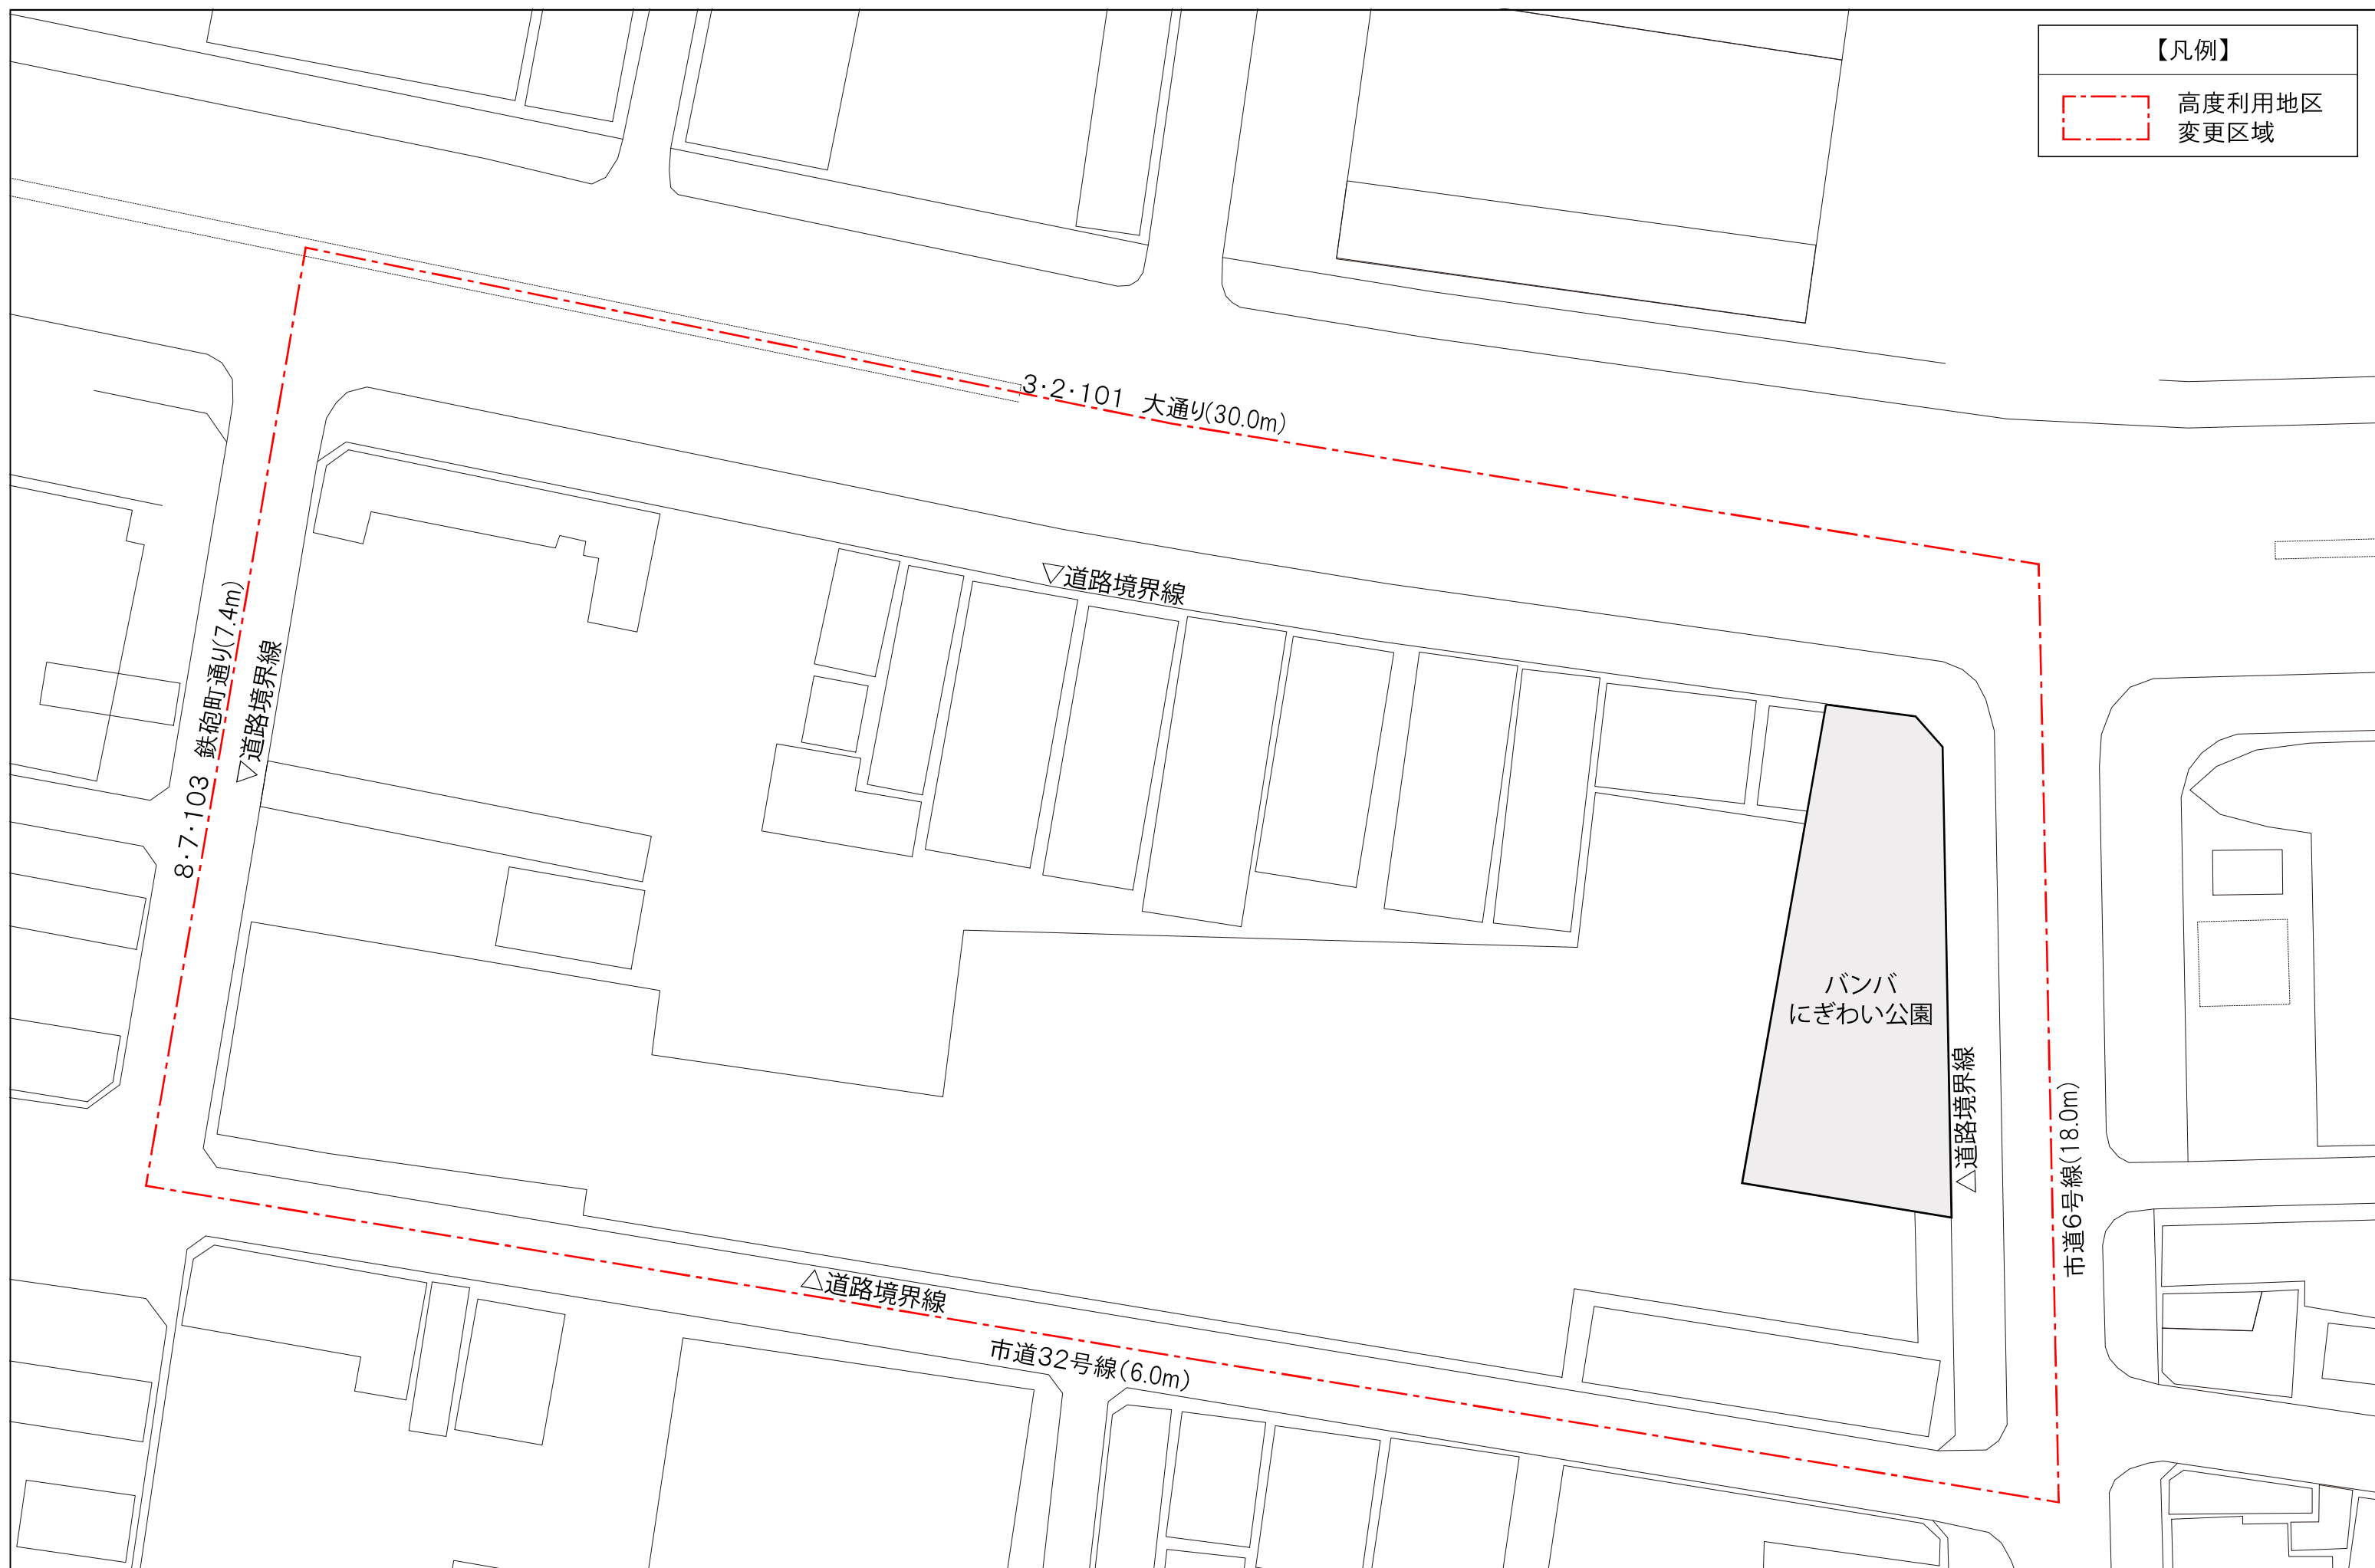 【凡例】
高度利用地区
変更区域
3・2・101 大通り(30.0m)
▽道路境界線
8・7・103 鉄砲町通り(7.4m)
▽道路境界線
バンバ
にぎわい公園
△道路境界線
市道6号線(18.0m)
△道路境界線
市道32号線(6.0m)